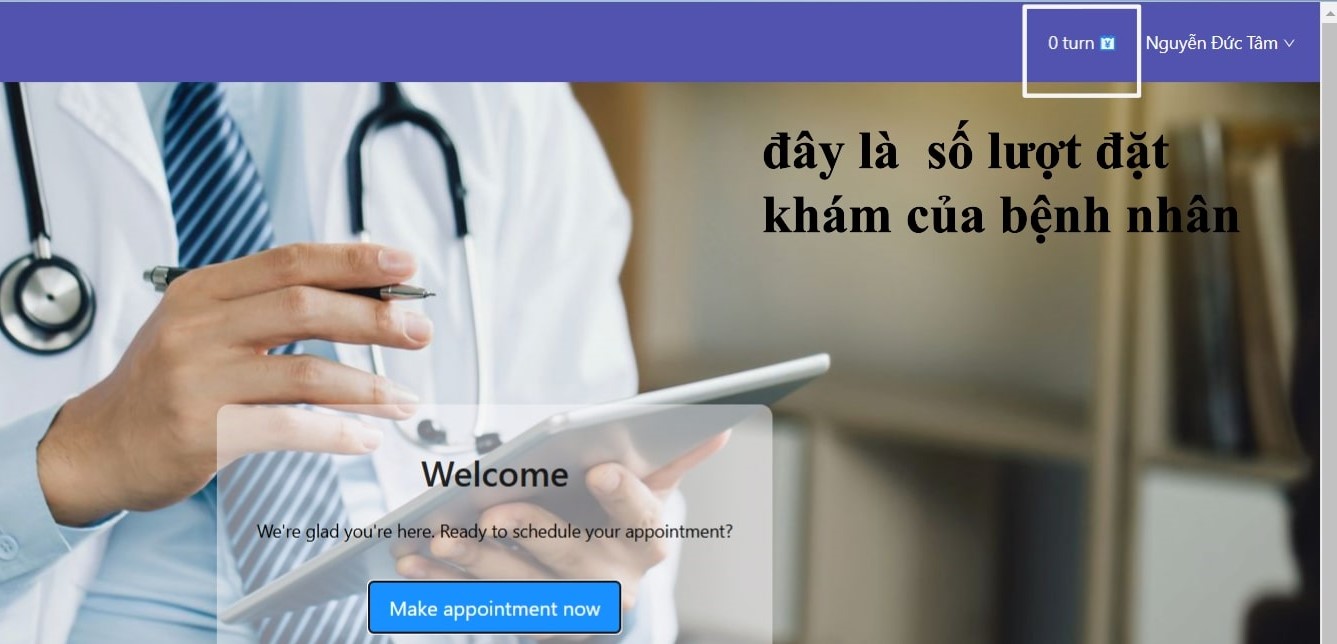 0 turn
Nguyễn Đức Tâm
đây là số lượt đặt
khám của bệnh nhân
Welcome
We're glad you're here. Ready to schedule your appointment?
Make appointment now